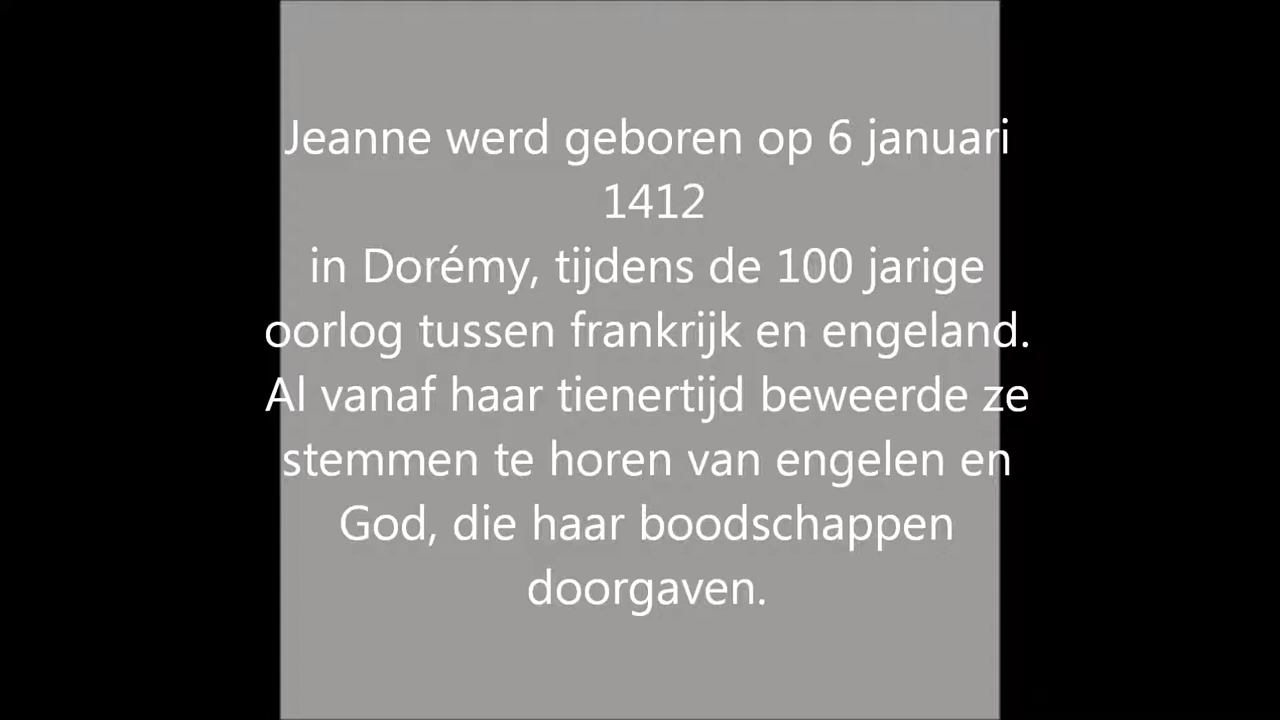 Jeanne werd geboren op 6 januari
1412
in Dorémy, tijdens de 100 jarige
oorlog tussen frankrijk en engeland.
Al vanaf haar tienertijd beweerde ze
stemmen te horen van engelen en
God, die haar boodschappen
doorgaven.